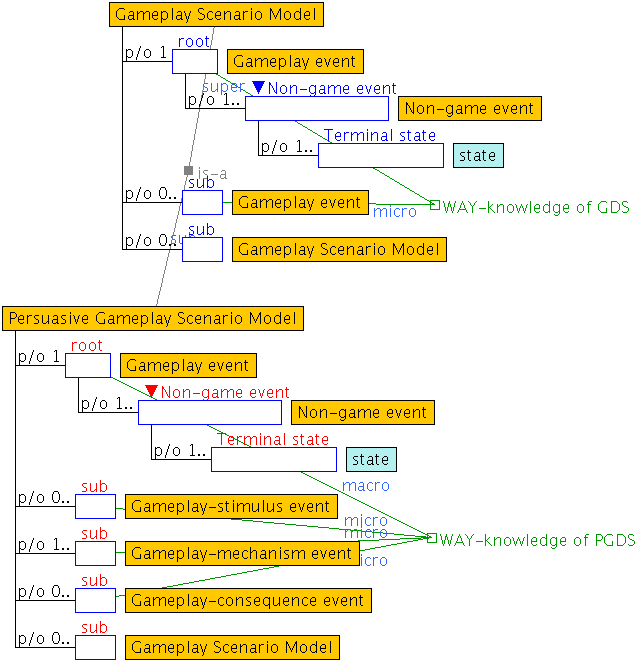 Gameplay Scenario Model
root
p/o 1
Gameplay event
super
Non-game event
p/o 1..
Non-game event
Terminal state
p/o 1..
state
is-a
sub
p/o 0..
Gameplay event
micro
WAY-knowledge of GDS
sub
p/o 0..
Gameplay Scenario Model
Persuasive Gameplay Scenario Model
root
p/o 1
Gameplay event
Non-game event
p/o 1..
Non-game event
Terminal state
p/o 1..
state
macro
sub
p/o 0..
Gameplay-stimulus event
micro
micro
WAY-knowledge of PGDS
sub
p/o 1..
Gameplay-mechanism event
micro
sub
p/o 0..
Gameplay-consequence event
sub
p/o 0..
Gameplay Scenario Model